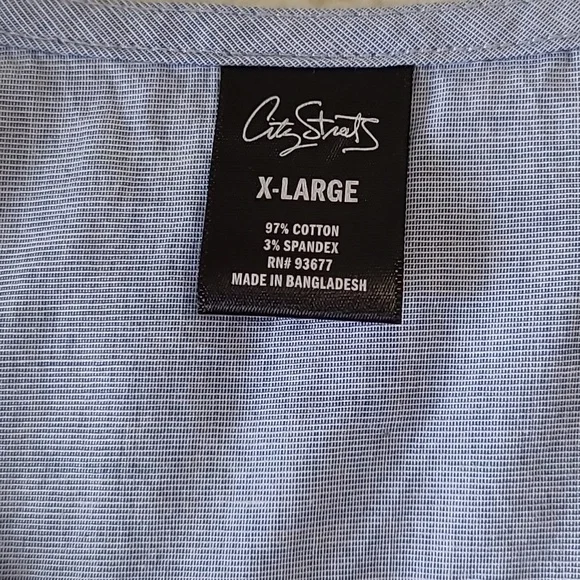 City Streets
X-LARGE
97% COTTON
3% SPANDEX
RN# 93677
MADE IN BANGLADESH